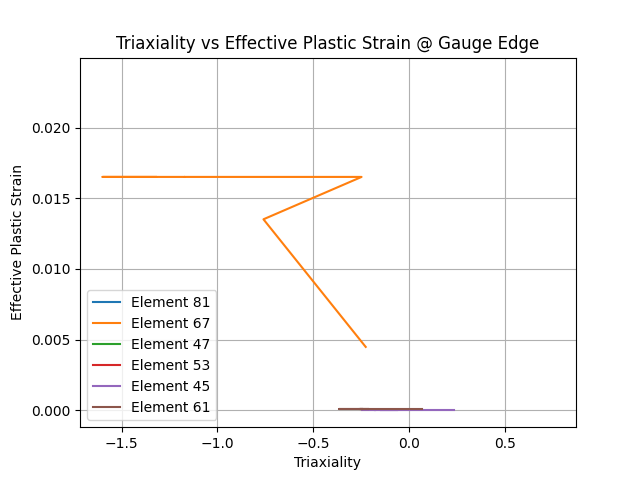 Triaxiality vs Effective Plastic Strain @ Gauge Edge
Effective Plastic Strain
0.020
0.015
0.010
0.005
0.000
Element 81
Element 67
Element 47
Element 53
Element 45
Element 61
−1.5 −1.0 −0.5 0.0 0.5
Triaxiality